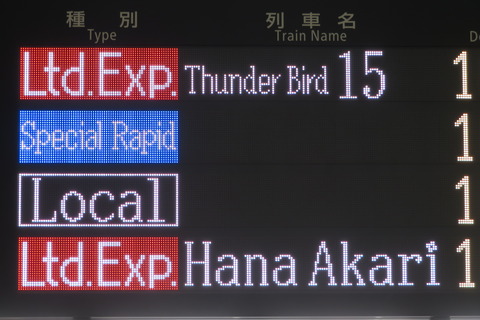 種別 列車名
Type Train Name De
Ltd.Exp. Thunder Bird 15 1
Special Rapid 1
Local 1
Ltd.Exp. Hana Akari 1